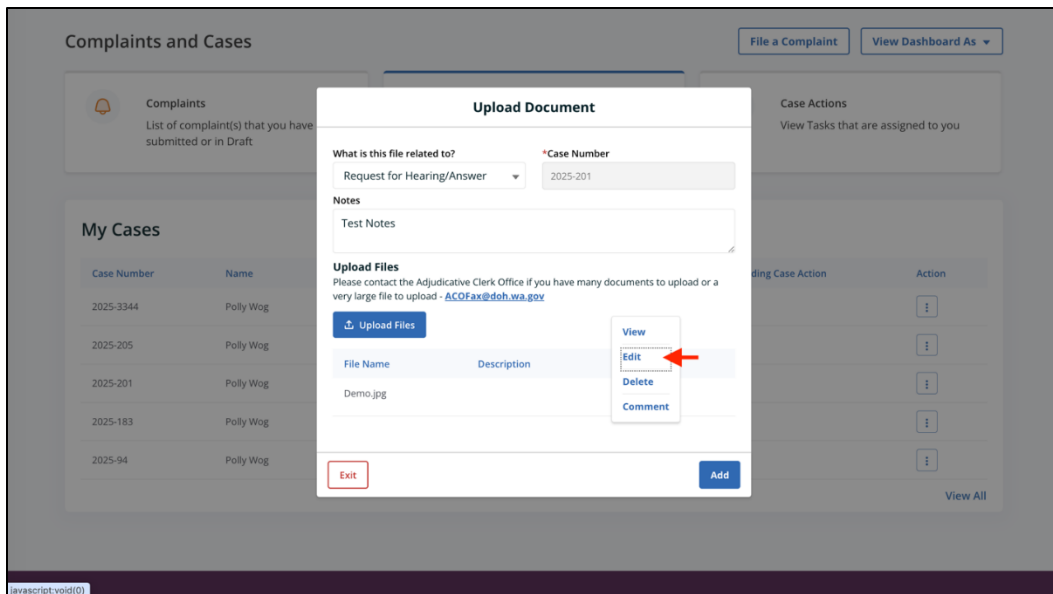 Complaints and Cases
File a Complaint
View Dashboard As
Complaints
List of complaint(s) that you have
submitted or in Draft
Case Actions
View Tasks that are assigned to you
Upload Document
What is this file related to?
*Case Number
Request for Hearing/Answer
2025-201
Notes
Test Notes
Upload Files
Please contact the Adjudicative Clerk Office if you have many documents to upload or a
very large file to upload - ACOFax@doh.wa.gov
Upload Files
File Name
Description
Demo.jpg
View
Edit
Delete
Comment
Exit
Add
My Cases
Case Number
Name
ding Case Action
Action
2025-3344
Polly Wog
2025-205
Polly Wog
2025-201
Polly Wog
2025-183
Polly Wog
2025-94
Polly Wog
View All
javascript:void(0)